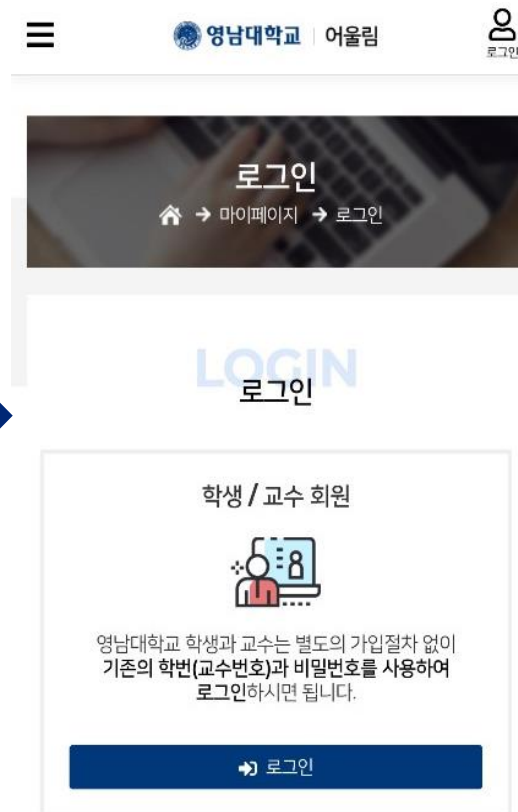 영남대학교 어울림
로그인
로그인
마이페이지 로그인
LOGIN
로그인
학생 / 교수 회원
영남대학교 학생과 교수는 별도의 가입절차 없이
기존의 학번(교수번호)과 비밀번호를 사용하여
로그인하시면 됩니다.
로그인